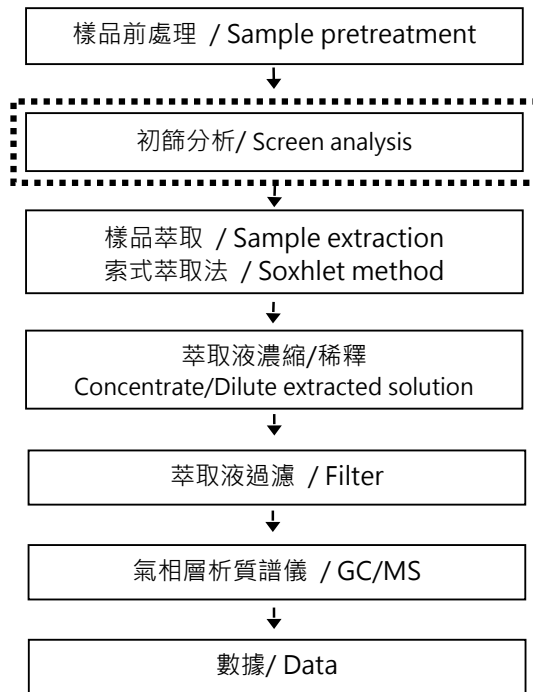 樣品前處理 / Sample pretreatment
初篩分析/ Screen analysis
樣品萃取 / Sample extraction
索式萃取法 / Soxhlet method
萃取液濃縮/稀釋
Concentrate/Dilute extracted solution
萃取液過濾 / Filter
氣相層析質譜儀 / GC/MS
數據/ Data